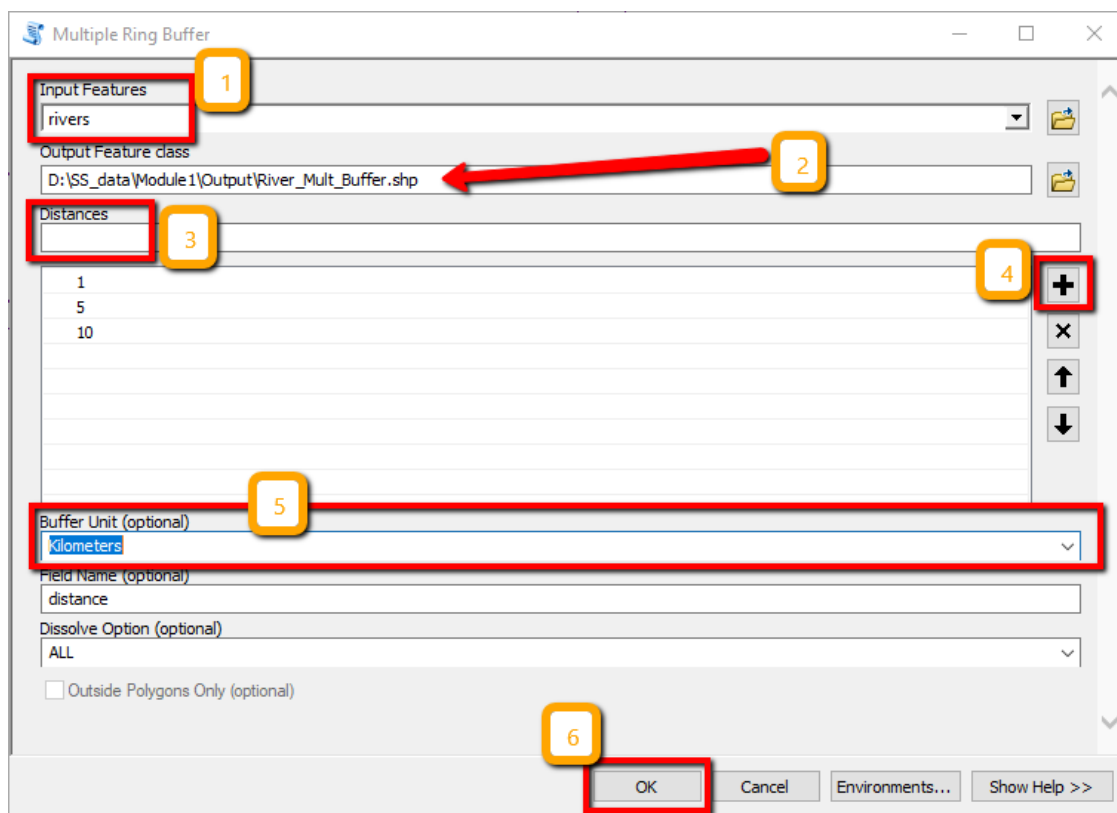 Multiple Ring Buffer
1
Input Features
rivers
Output Feature class
2
D:\SS_data\Module1\Output\River_Mult_Buffer.shp
Distances
3
4
1
5
10
5
Buffer Unit (optional)
Kilometers
Field Name (optional)
distance
Dissolve Option (optional)
ALL
Outside Polygons Only (optional)
6
OK Cancel Environments... Show Help >>